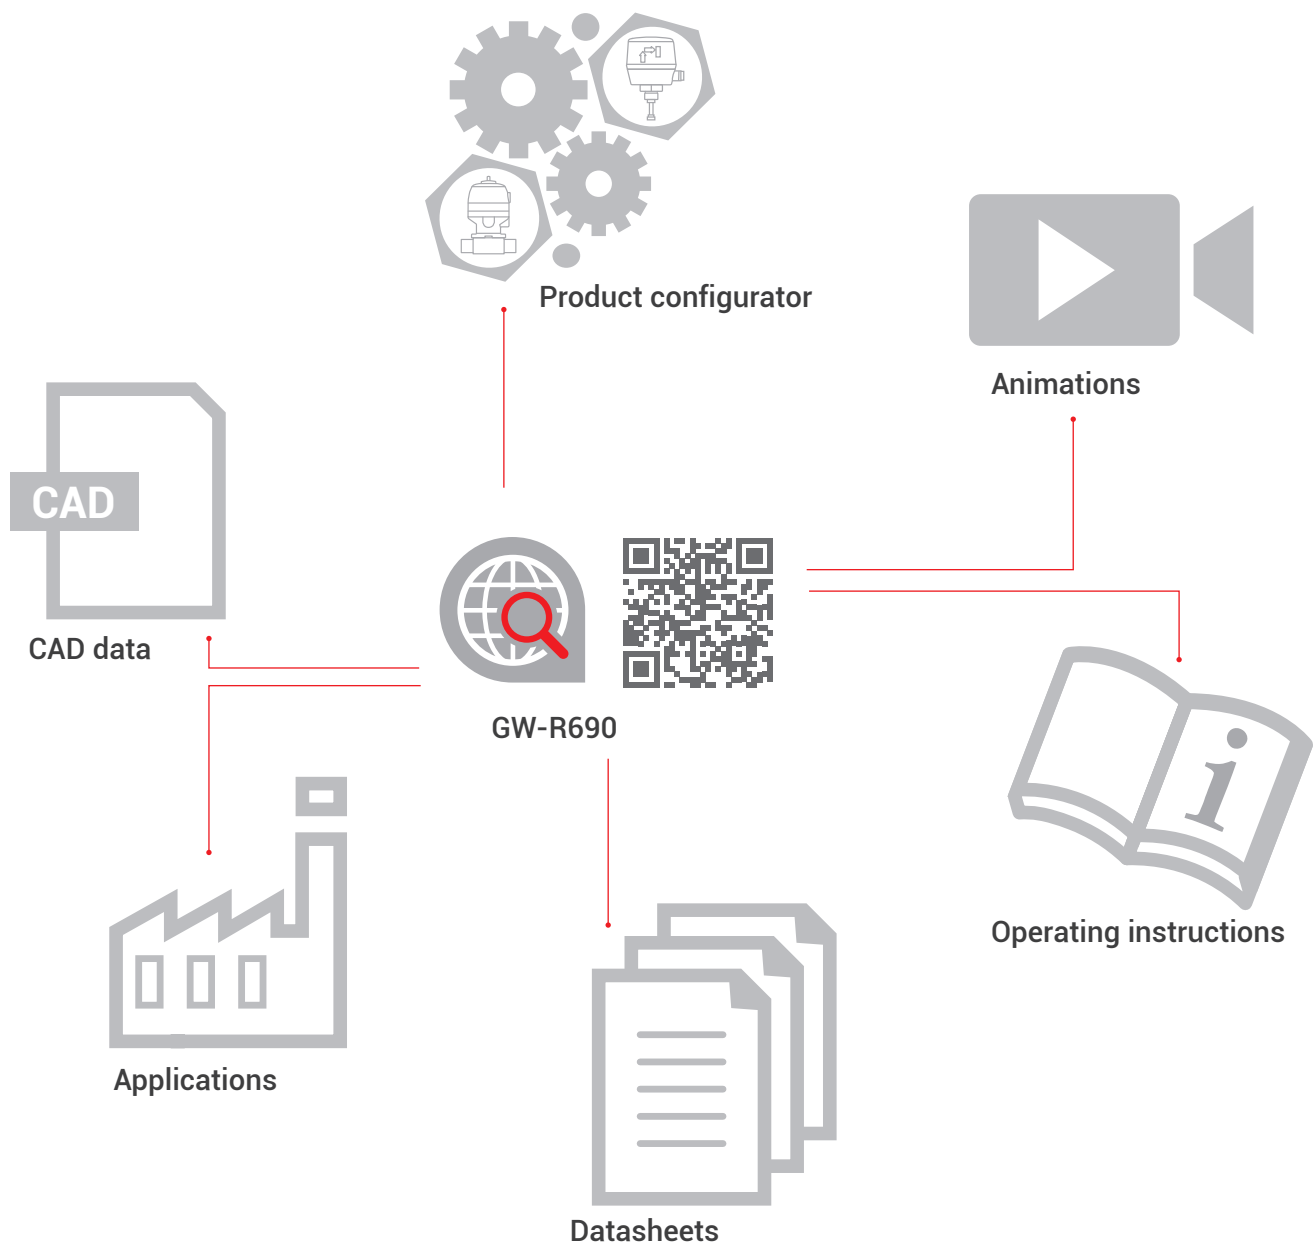 Product configurator
Animations
CAD
CAD data
GW-R690
Operating instructions
Applications
Datasheets